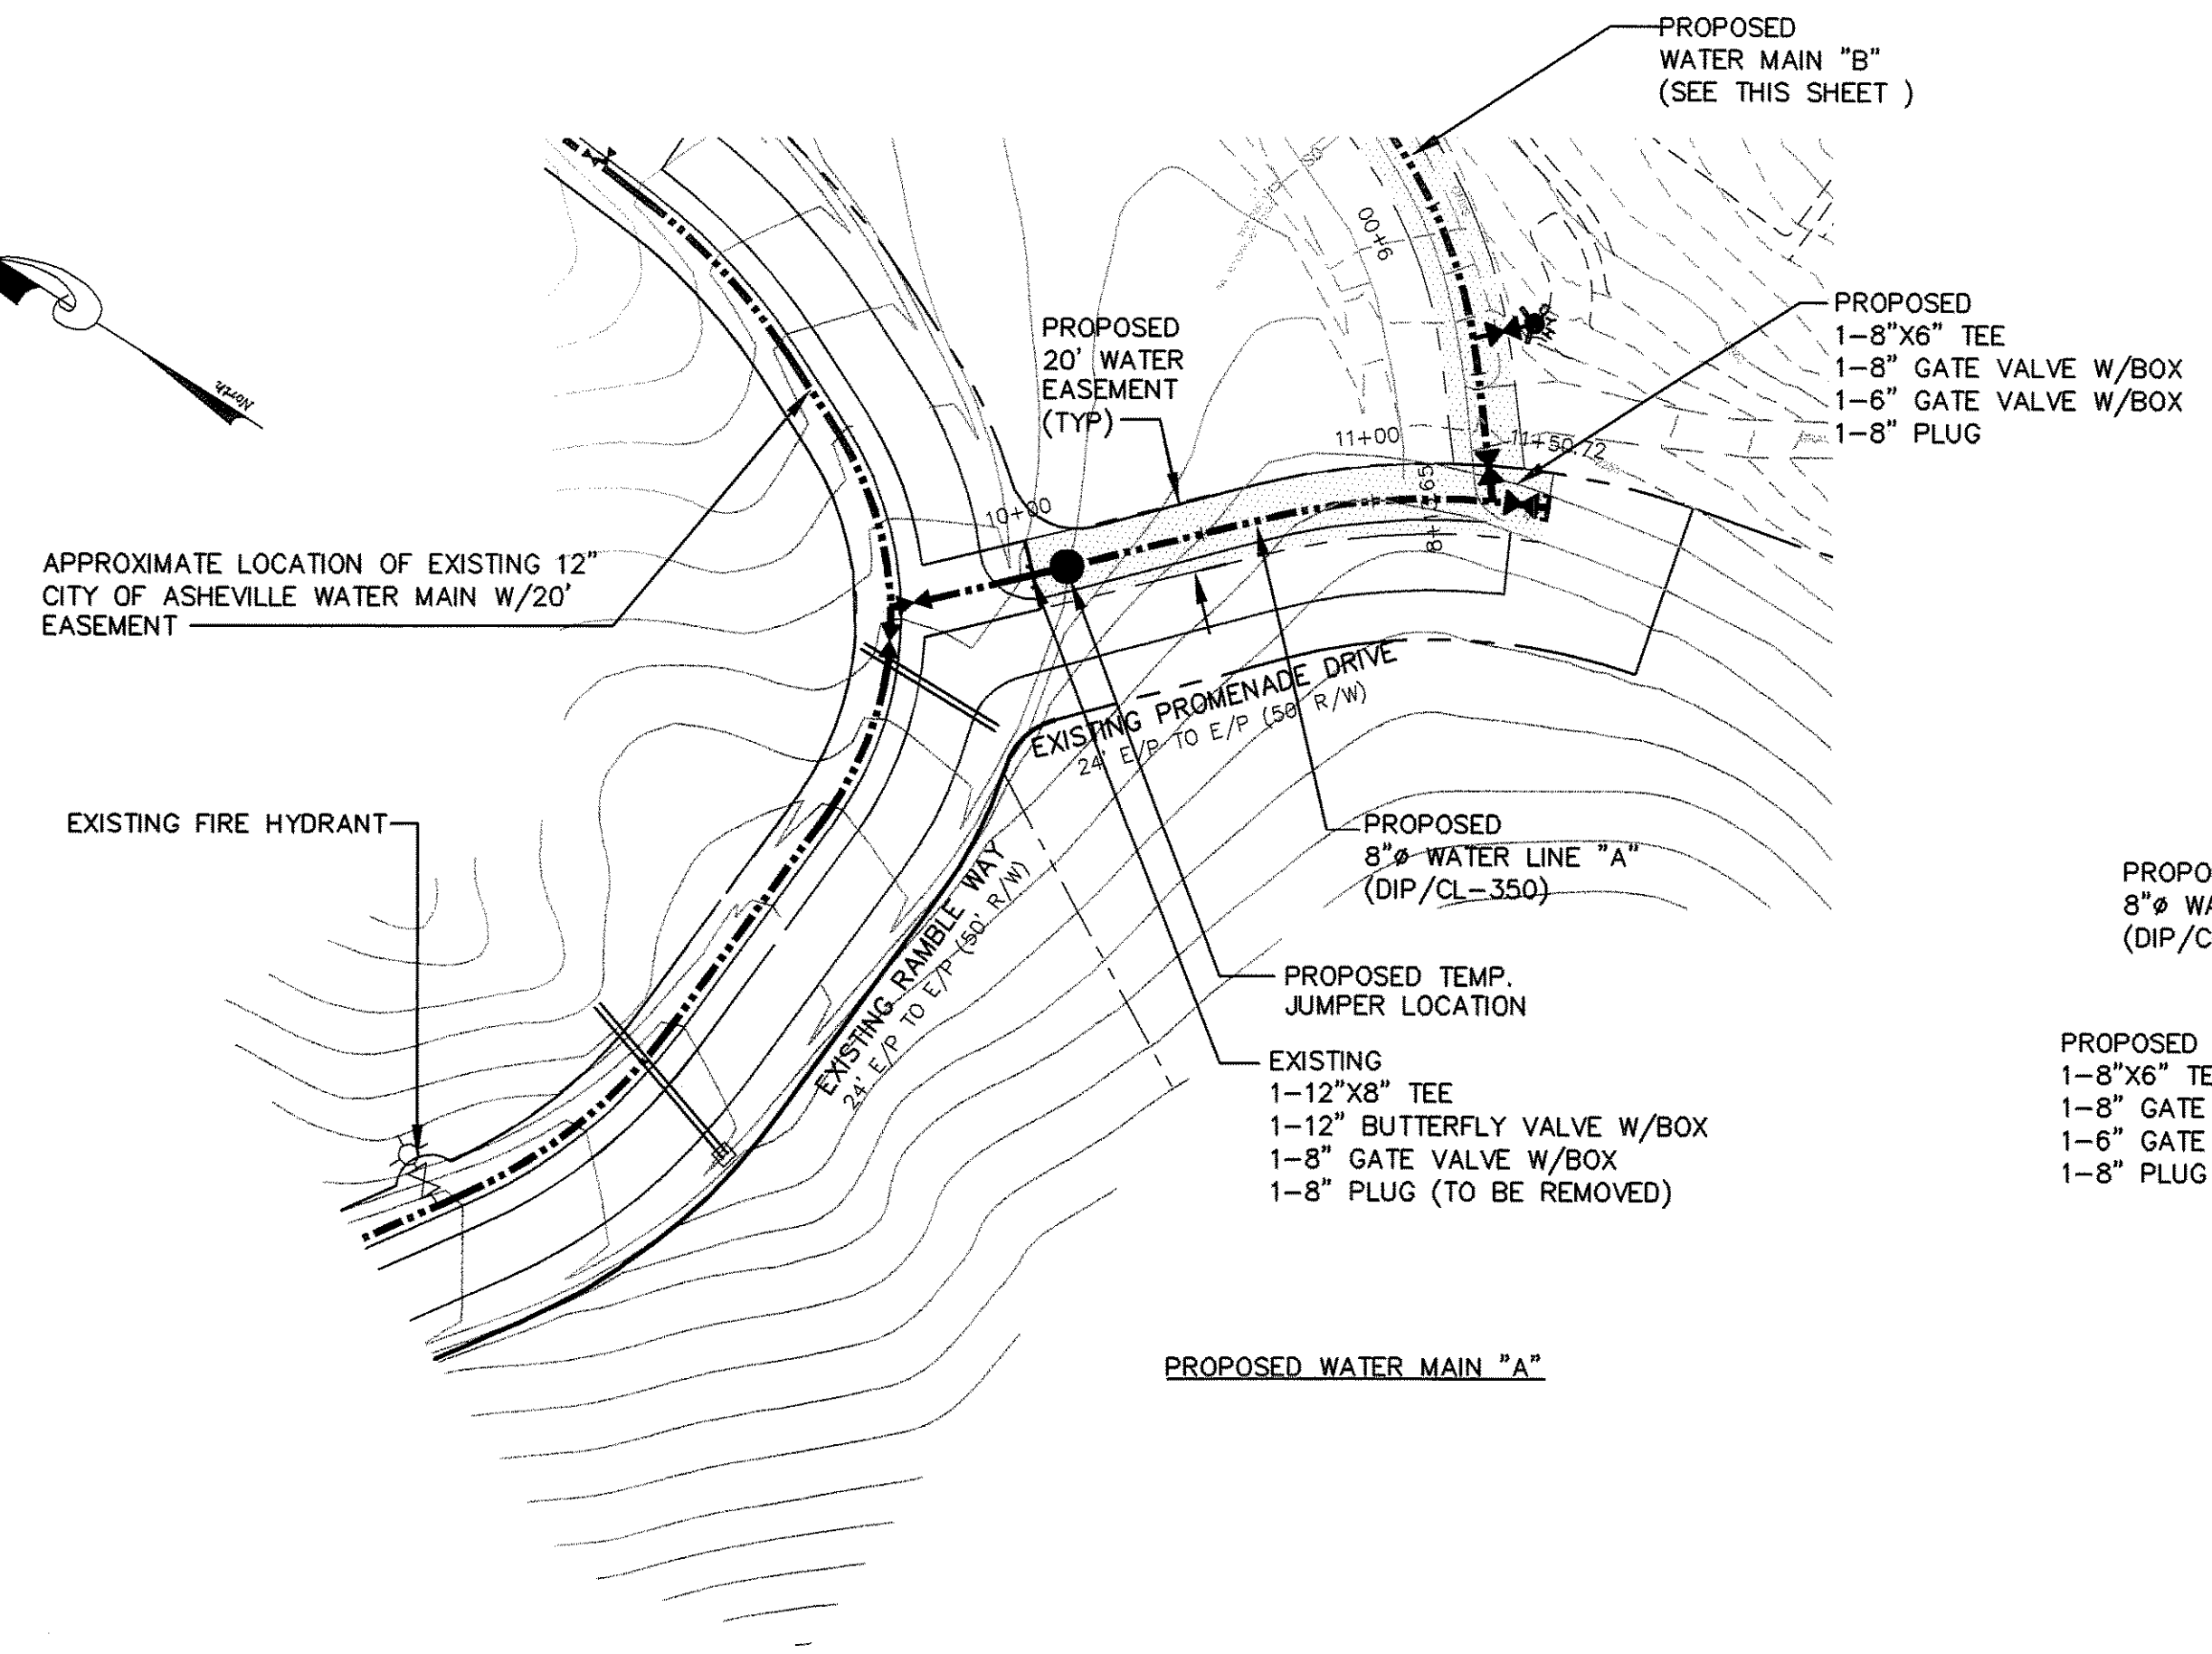 PROPOSED
WATER MAIN "B"
(SEE THIS SHEET )
PROPOSED
1-8"X6" TEE
1-8" GATE VALVE W/BOX
1-6" GATE VALVE W/BOX
1-8" PLUG
9+00
PROPOSED
20' WATER
EASEMENT
(TYP)
North
11+00
11+50.72
10+00
APPROXIMATE LOCATION OF EXISTING 12"
CITY OF ASHEVILLE WATER MAIN W/20'
EASEMENT
EXISTING PROMENADE DRIVE
24' E/P TO E/P (50' R/W)
EXISTING FIRE HYDRANT
PROPOSED
8"ø WATER LINE "A"
(DIP/CL-350)
EXISTING RAMBLE WAY
24' E/P TO E/P (50' R/W)
PROPOSED TEMP.
JUMPER LOCATION
EXISTING
1-12"X8" TEE
1-12" BUTTERFLY VALVE W/BOX
1-8" GATE VALVE W/BOX
1-8" PLUG (TO BE REMOVED)
PROPO
8"ø WA
(DIP/C
PROPOSED
1-8"X6" TE
1-8" GATE
1-6" GATE
1-8" PLUG
PROPOSED WATER MAIN "A"